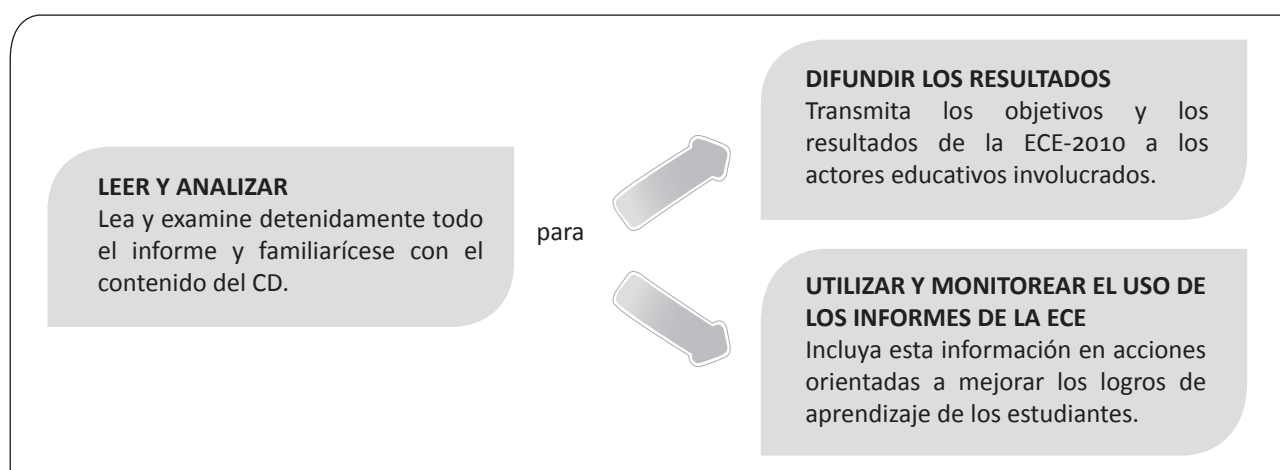 LEER Y ANALIZAR
Lea y examine detenidamente todo
el informe y familiarícese con el
contenido del CD.
para
DIFUNDIR LOS RESULTADOS
Transmita los objetivos y los
resultados de la ECE-2010 a los
actores educativos involucrados.
UTILIZAR Y MONITOREAR EL USO DE
LOS INFORMES DE LA ECE
Incluya esta información en acciones
orientadas a mejorar los logros de
aprendizaje de los estudiantes.